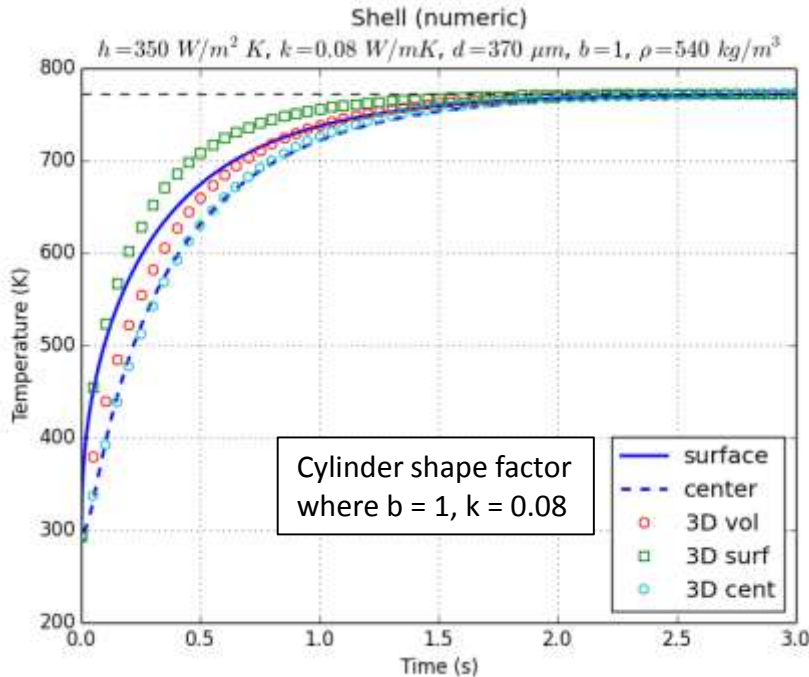 Shell (numeric)
h=350 W/m² K, k=0.08 W/mK, d=370 μm, b=1, ρ=540 kg/m³
800
700
600
500
400
300
200
Temperature (K)
Cylinder shape factor
where b = 1, k = 0.08
surface
center
3D vol
3D surf
3D cent
0.0 0.5 1.0 1.5 2.0 2.5 3.0
Time (s)